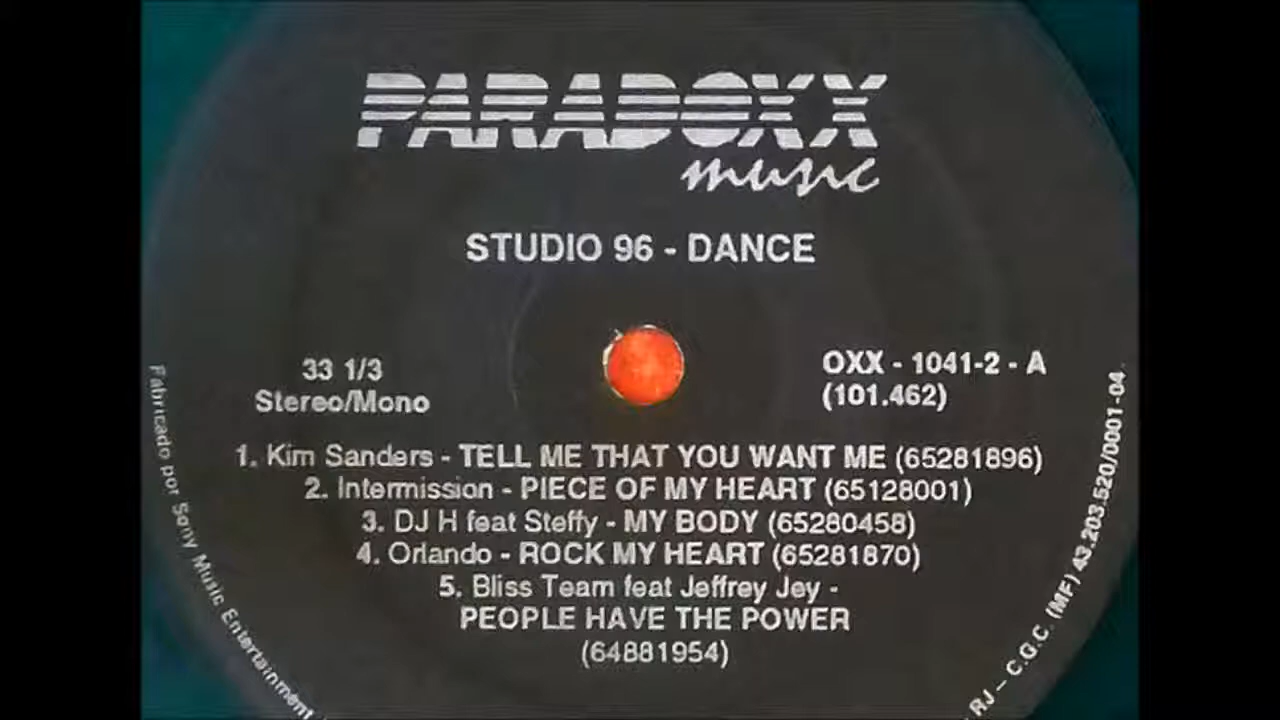 PARADOXX
music
STUDIO 96 - DANCE
33 1/3
Stereo/Mono
OXX - 1041-2 - A
(101.462)
1. Kim Sanders - TELL ME THAT YOU WANT ME (65281896)
2. Intermission - PIECE OF MY HEART (65128001)
3. DJ H feat Steffy - MY BODY (65280458)
4. Orlando - ROCK MY HEART (65281870)
5. Bliss Team feat Jeffrey Jey -
PEOPLE HAVE THE POWER
(64881954)
Fabricado por Sony Music Entertainment
RJ – C.G.C. (MF) 43.203.520/0001-04